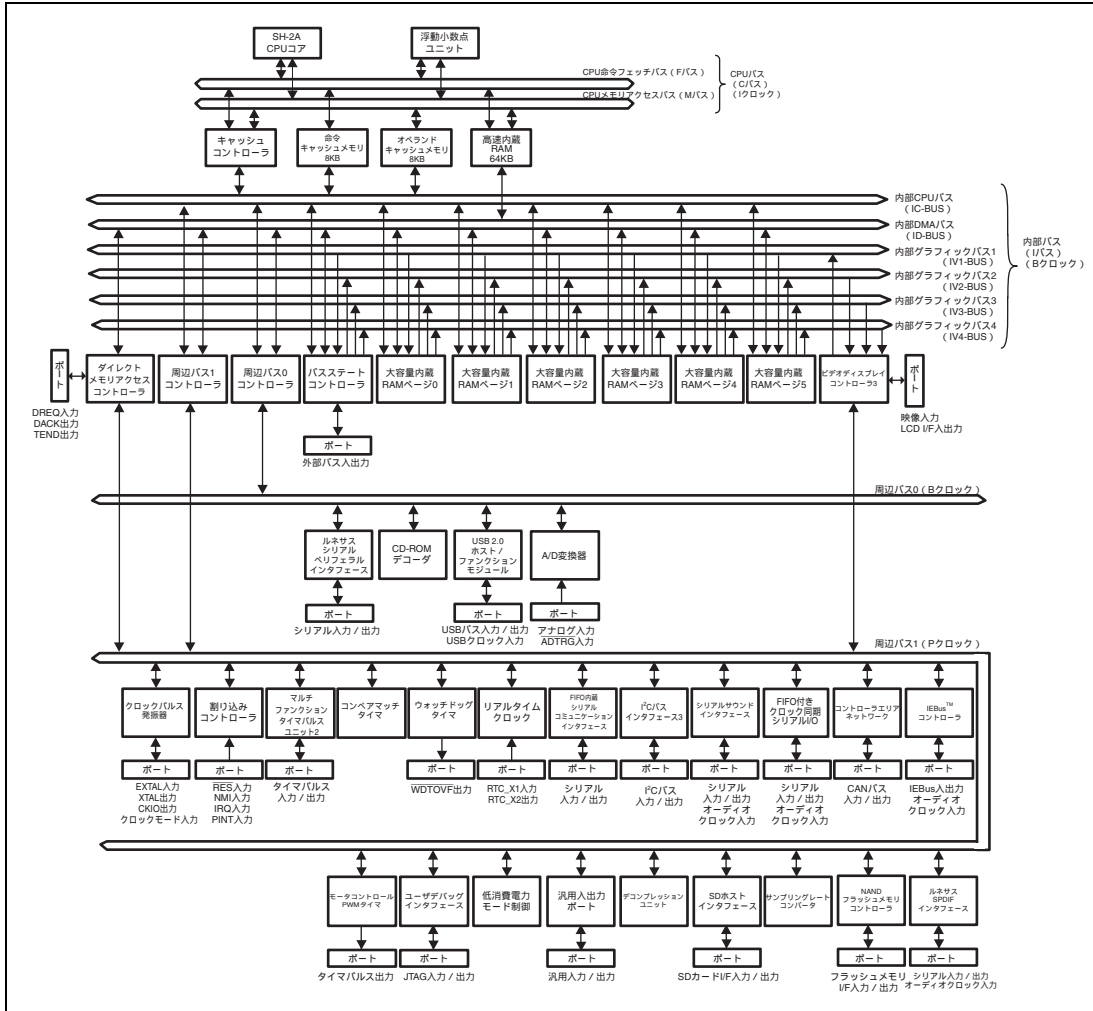 SH-2A
CPUコア
浮動小数点
ユニット
CPU命令フェッチバス(Fバス)
CPUメモリアクセスバス(Mバス)
CPUバス
(Cバス)
(Iクロック)
キャッシュ
コントローラ
命令
キャッシュメモリ
8KB
オペランド
キャッシュメモリ
8KB
高速内蔵
RAM
64KB
内部CPUバス
(IC-BUS)
内部DMAバス
(ID-BUS)
内部グラフィックバス1
(IV1-BUS)
内部グラフィックバス2
(IV2-BUS)
内部グラフィックバス3
(IV3-BUS)
内部グラフィックバス4
(IV4-BUS)
内部バス
(Iバス)
(Bクロック)
ポート
DREQ入力
DACK出力
TEND出力
ダイレクト
メモリアクセス
コントローラ
周辺バス1
コントローラ
周辺バス0
コントローラ
バスステート
コントローラ
大容量内蔵
RAMページ0
大容量内蔵
RAMページ1
大容量内蔵
RAMページ2
大容量内蔵
RAMページ3
大容量内蔵
RAMページ4
大容量内蔵
RAMページ5
ビデオディスプレイ
コントローラ3
ポート
映像入力
LCD I/F入出力
ポート
外部バス入出力
周辺バス0(Bクロック)
ルネサス
シリアル
ペリフェラル
インタフェース
CD-ROM
デコーダ
USB 2.0
ホスト/
ファンクション
モジュール
A/D変換器
ポート
シリアル入力/出力
ポート
USBバス入力/出力
USBクロック入力
ポート
アナログ入力
ADTRG入力
周辺バス1(Pクロック)
クロックパルス
発振器
割り込み
コントローラ
マルチ
ファンクション
タイマパルス
ユニット2
コンペアマッチ
タイマ
ウォッチドッグ
タイマ
リアルタイム
クロック
FIFO内蔵
シリアル
コミュニケーション
インタフェース
I²Cバス
インタフェース3
シリアルサウンド
インタフェース
FIFO付き
クロック同期
シリアルI/O
コントローラエリア
ネットワーク
IEBus™
コントローラ
ポート
EXTAL入力
XTAL出力
CKIO出力
クロックモード入力
ポート
RES入力
NMI入力
IRQ入力
PINT入力
ポート
タイマパルス
入力/出力
ポート
WDTOVF出力
ポート
RTC_X1入力
RTC_X2出力
ポート
シリアル
入力/出力
ポート
I²Cバス
入力/出力
ポート
シリアル
入力/出力
オーディオ
クロック入力
ポート
シリアル
入力/出力
オーディオ
クロック入力
ポート
CANバス
入力/出力
ポート
IEBus入出力
オーディオ
クロック入力
モータコントロール
PWMタイマ
ユーザデバッグ
インタフェース
低消費電力
モード制御
汎用入出力
ポート
デコンプレッション
ユニット
SDホスト
インタフェース
サンプリングレート
コンバータ
NAND
フラッシュメモリ
コントローラ
ルネサス
SPDIF
インタフェース
ポート
タイマパルス出力
ポート
JTAG入力/出力
ポート
汎用入力/出力
ポート
SDカードI/F入力/出力
ポート
フラッシュメモリ
I/F入力/出力
ポート
シリアル入力/出力
オーディオクロック入力